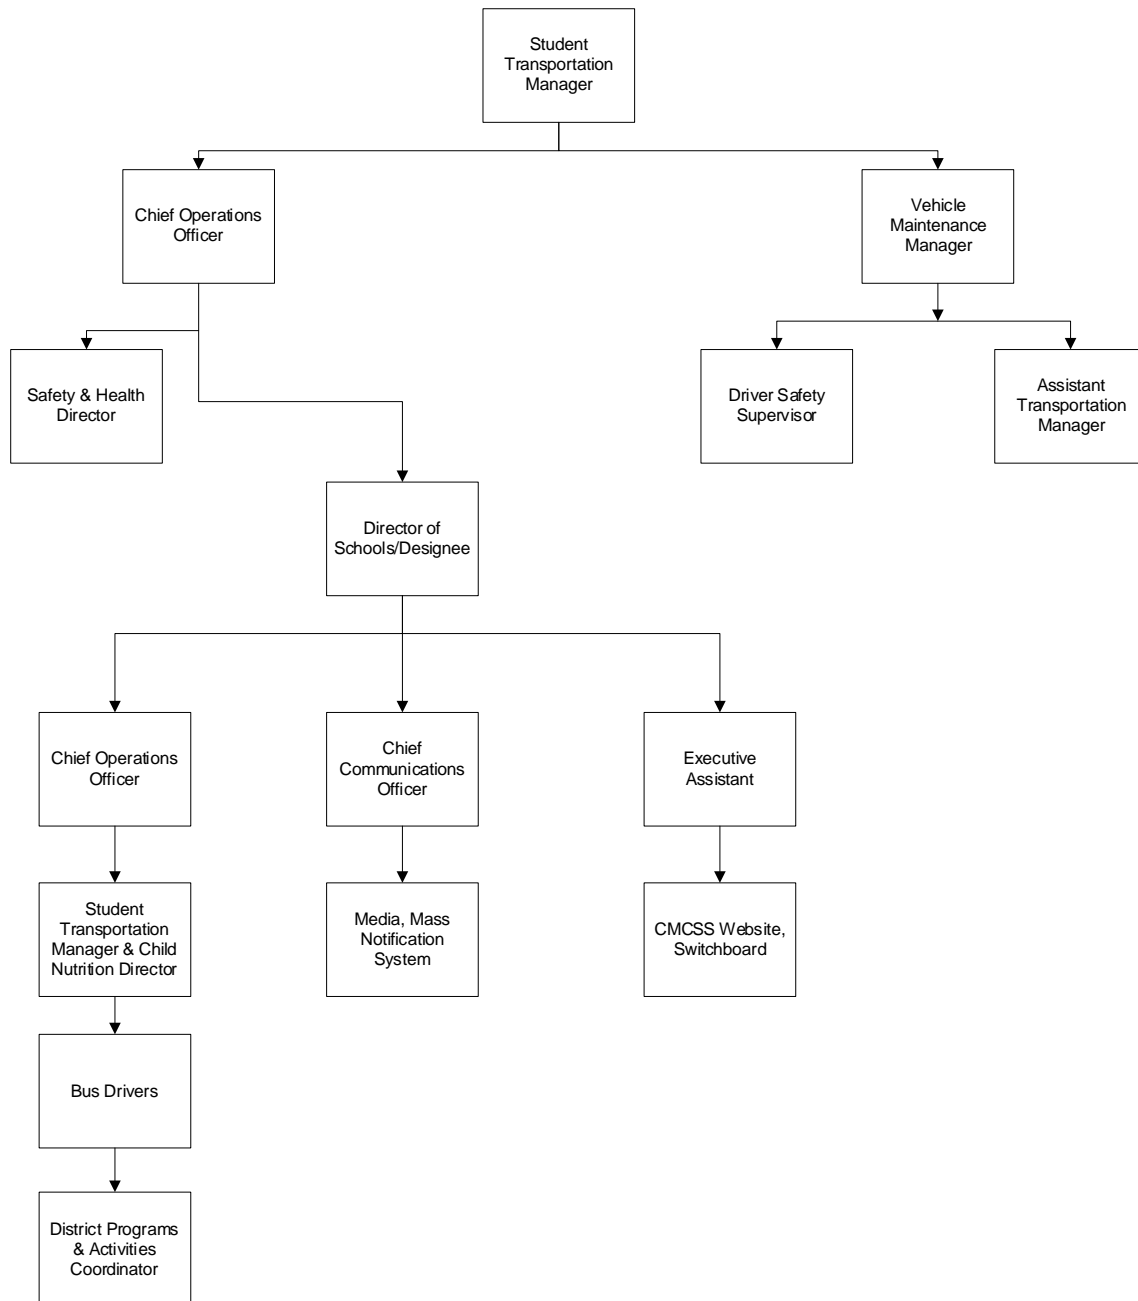 Student
Transportation
Manager
Chief Operations
Officer
Vehicle
Maintenance
Manager
Safety & Health
Director
Driver Safety
Supervisor
Assistant
Transportation
Manager
Director of
Schools/Designee
Chief Operations
Officer
Chief
Communications
Officer
Executive
Assistant
Student
Transportation
Manager & Child
Nutrition Director
Media, Mass
Notification
System
CMCSS Website,
Switchboard
Bus Drivers
District Programs
& Activities
Coordinator